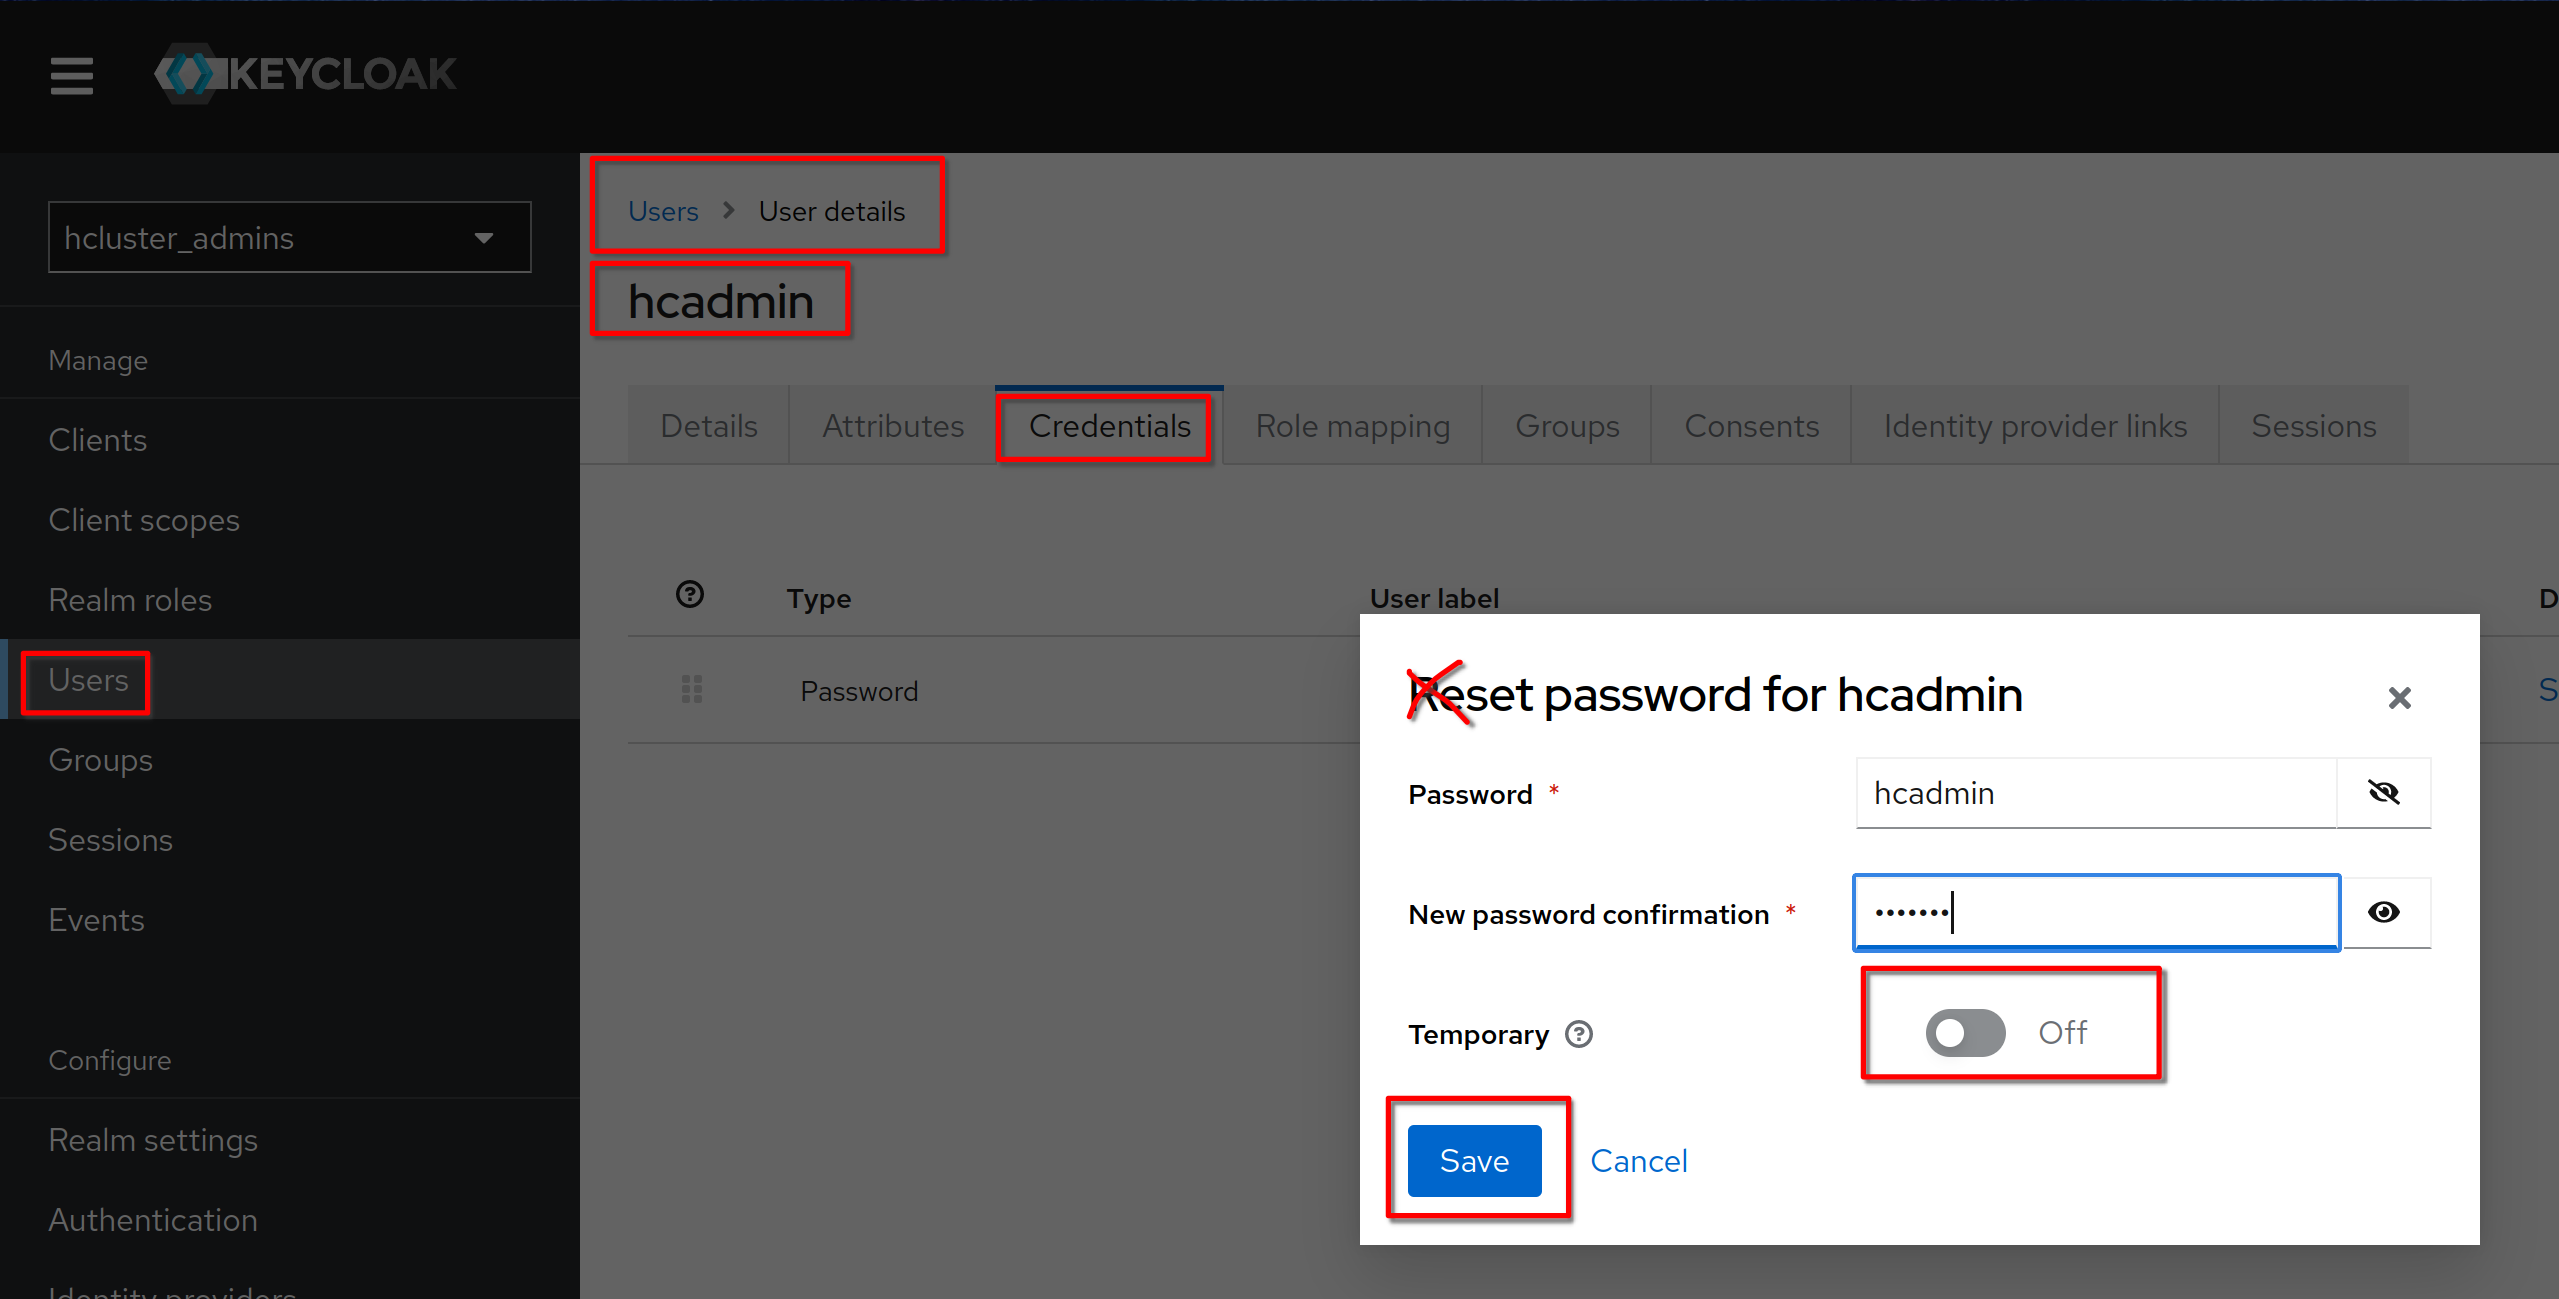 KEYCLOAK
hcluster_admins
Manage
Clients
Client scopes
Realm roles
Users
Groups
Sessions
Events
Configure
Realm settings
Authentication
Identity providers
Users > User details
hcadmin
Details Attributes Credentials Role mapping Groups Consents Identity provider links Sessions
Type User label D
Password S
Reset password for hcadmin
Password * hcadmin
New password confirmation * •••••••
Temporary Off
Save Cancel